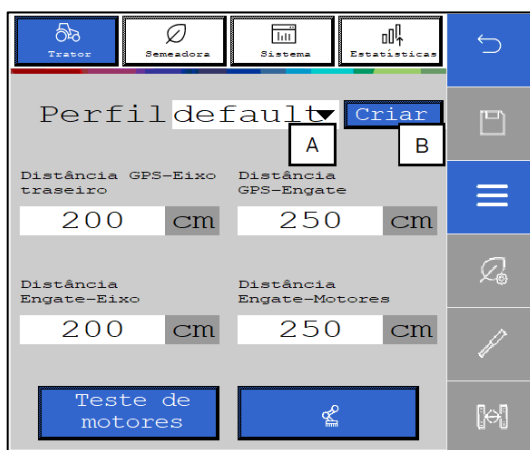 Trator Semeadora Sistema Estatísticas
Perfil default Criar
A B
Distância GPS-Eixo traseiro
Distância GPS-Engate
200 cm 250 cm
Distância Engate-Eixo
Distância Engate-Motores
200 cm 250 cm
Teste de
motores